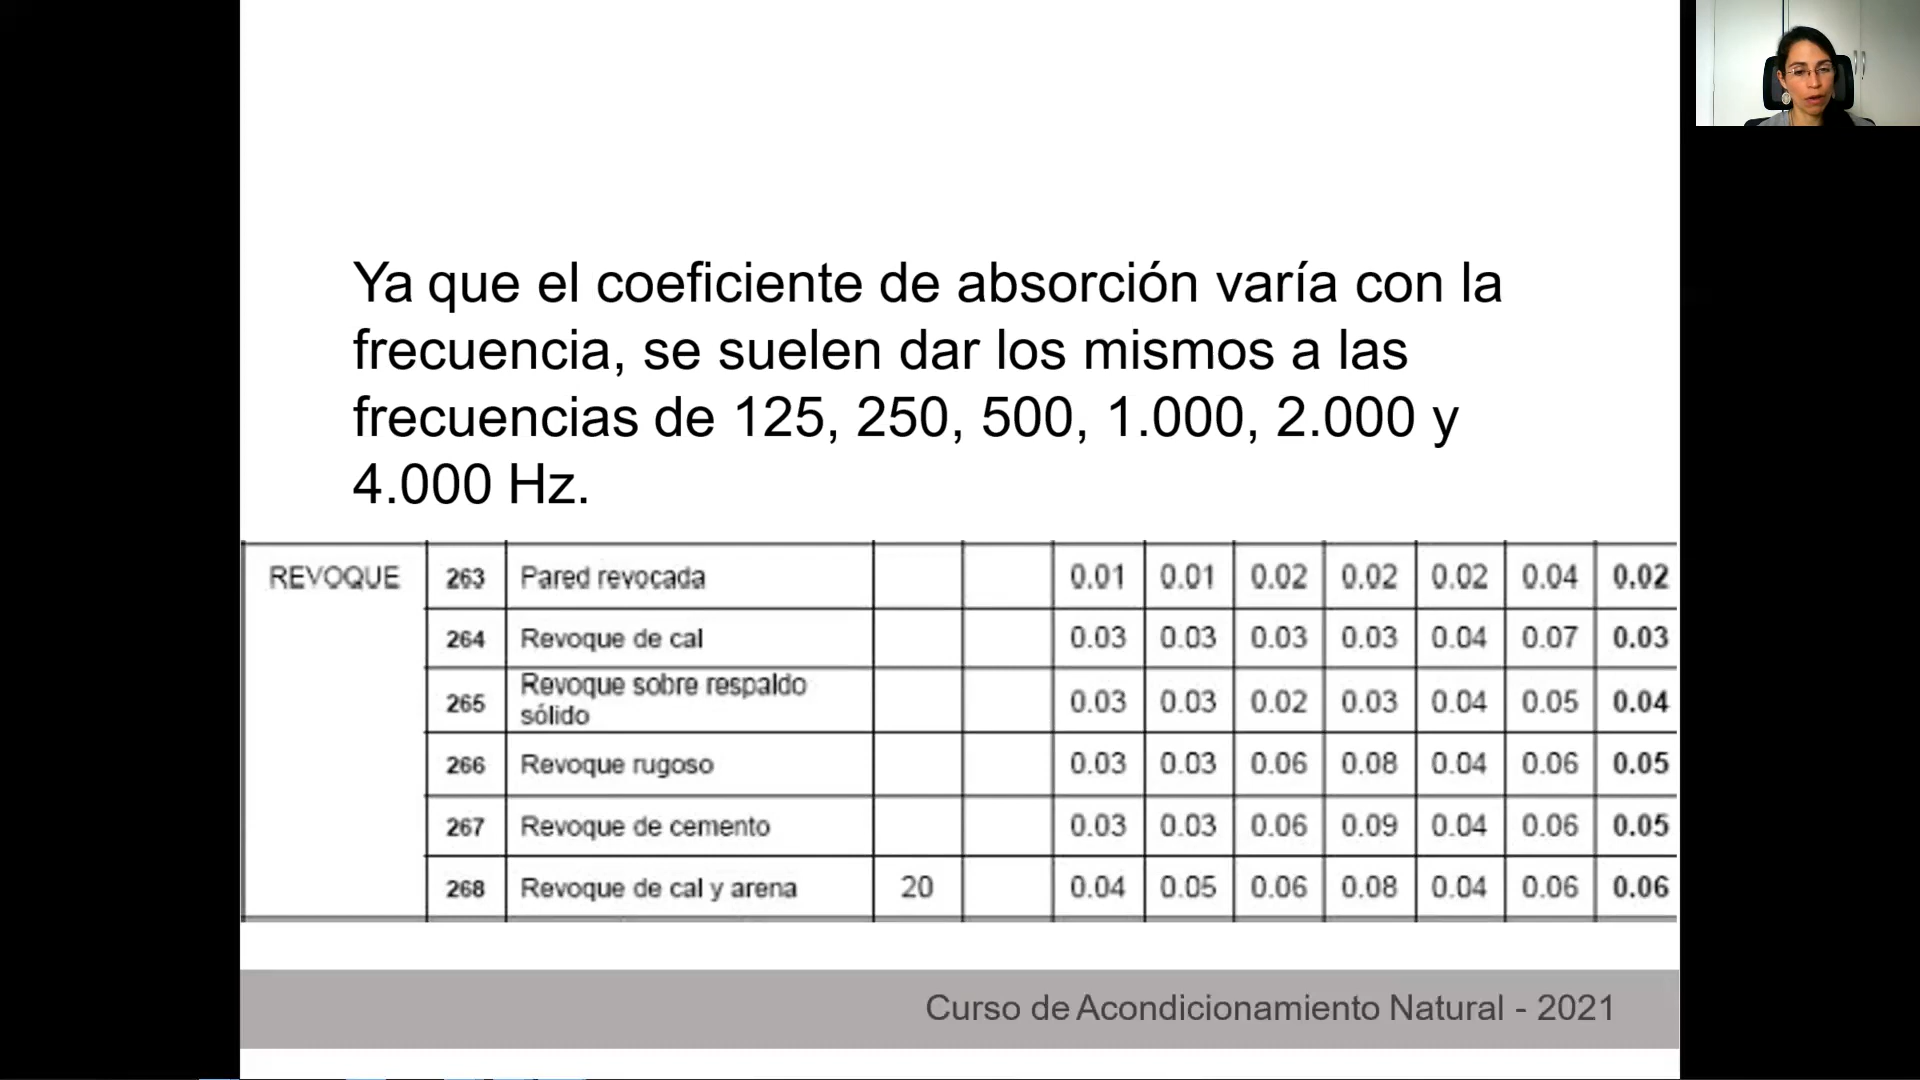 Ya que el coeficiente de absorción varía con la
frecuencia, se suelen dar los mismos a las
frecuencias de 125, 250, 500, 1.000, 2.000 y
4.000 Hz.
REVOQUE 263 Pared revocada 0.01 0.01 0.02 0.02 0.02 0.04 0.02
264 Revoque de cal 0.03 0.03 0.03 0.03 0.04 0.07 0.03
265 Revoque sobre respaldo
sólido 0.03 0.03 0.02 0.03 0.04 0.05 0.04
266 Revoque rugoso 0.03 0.03 0.06 0.08 0.04 0.06 0.05
267 Revoque de cemento 0.03 0.03 0.06 0.09 0.04 0.06 0.05
268 Revoque de cal y arena 20 0.04 0.05 0.06 0.08 0.04 0.06 0.06
Curso de Acondicionamiento Natural - 2021